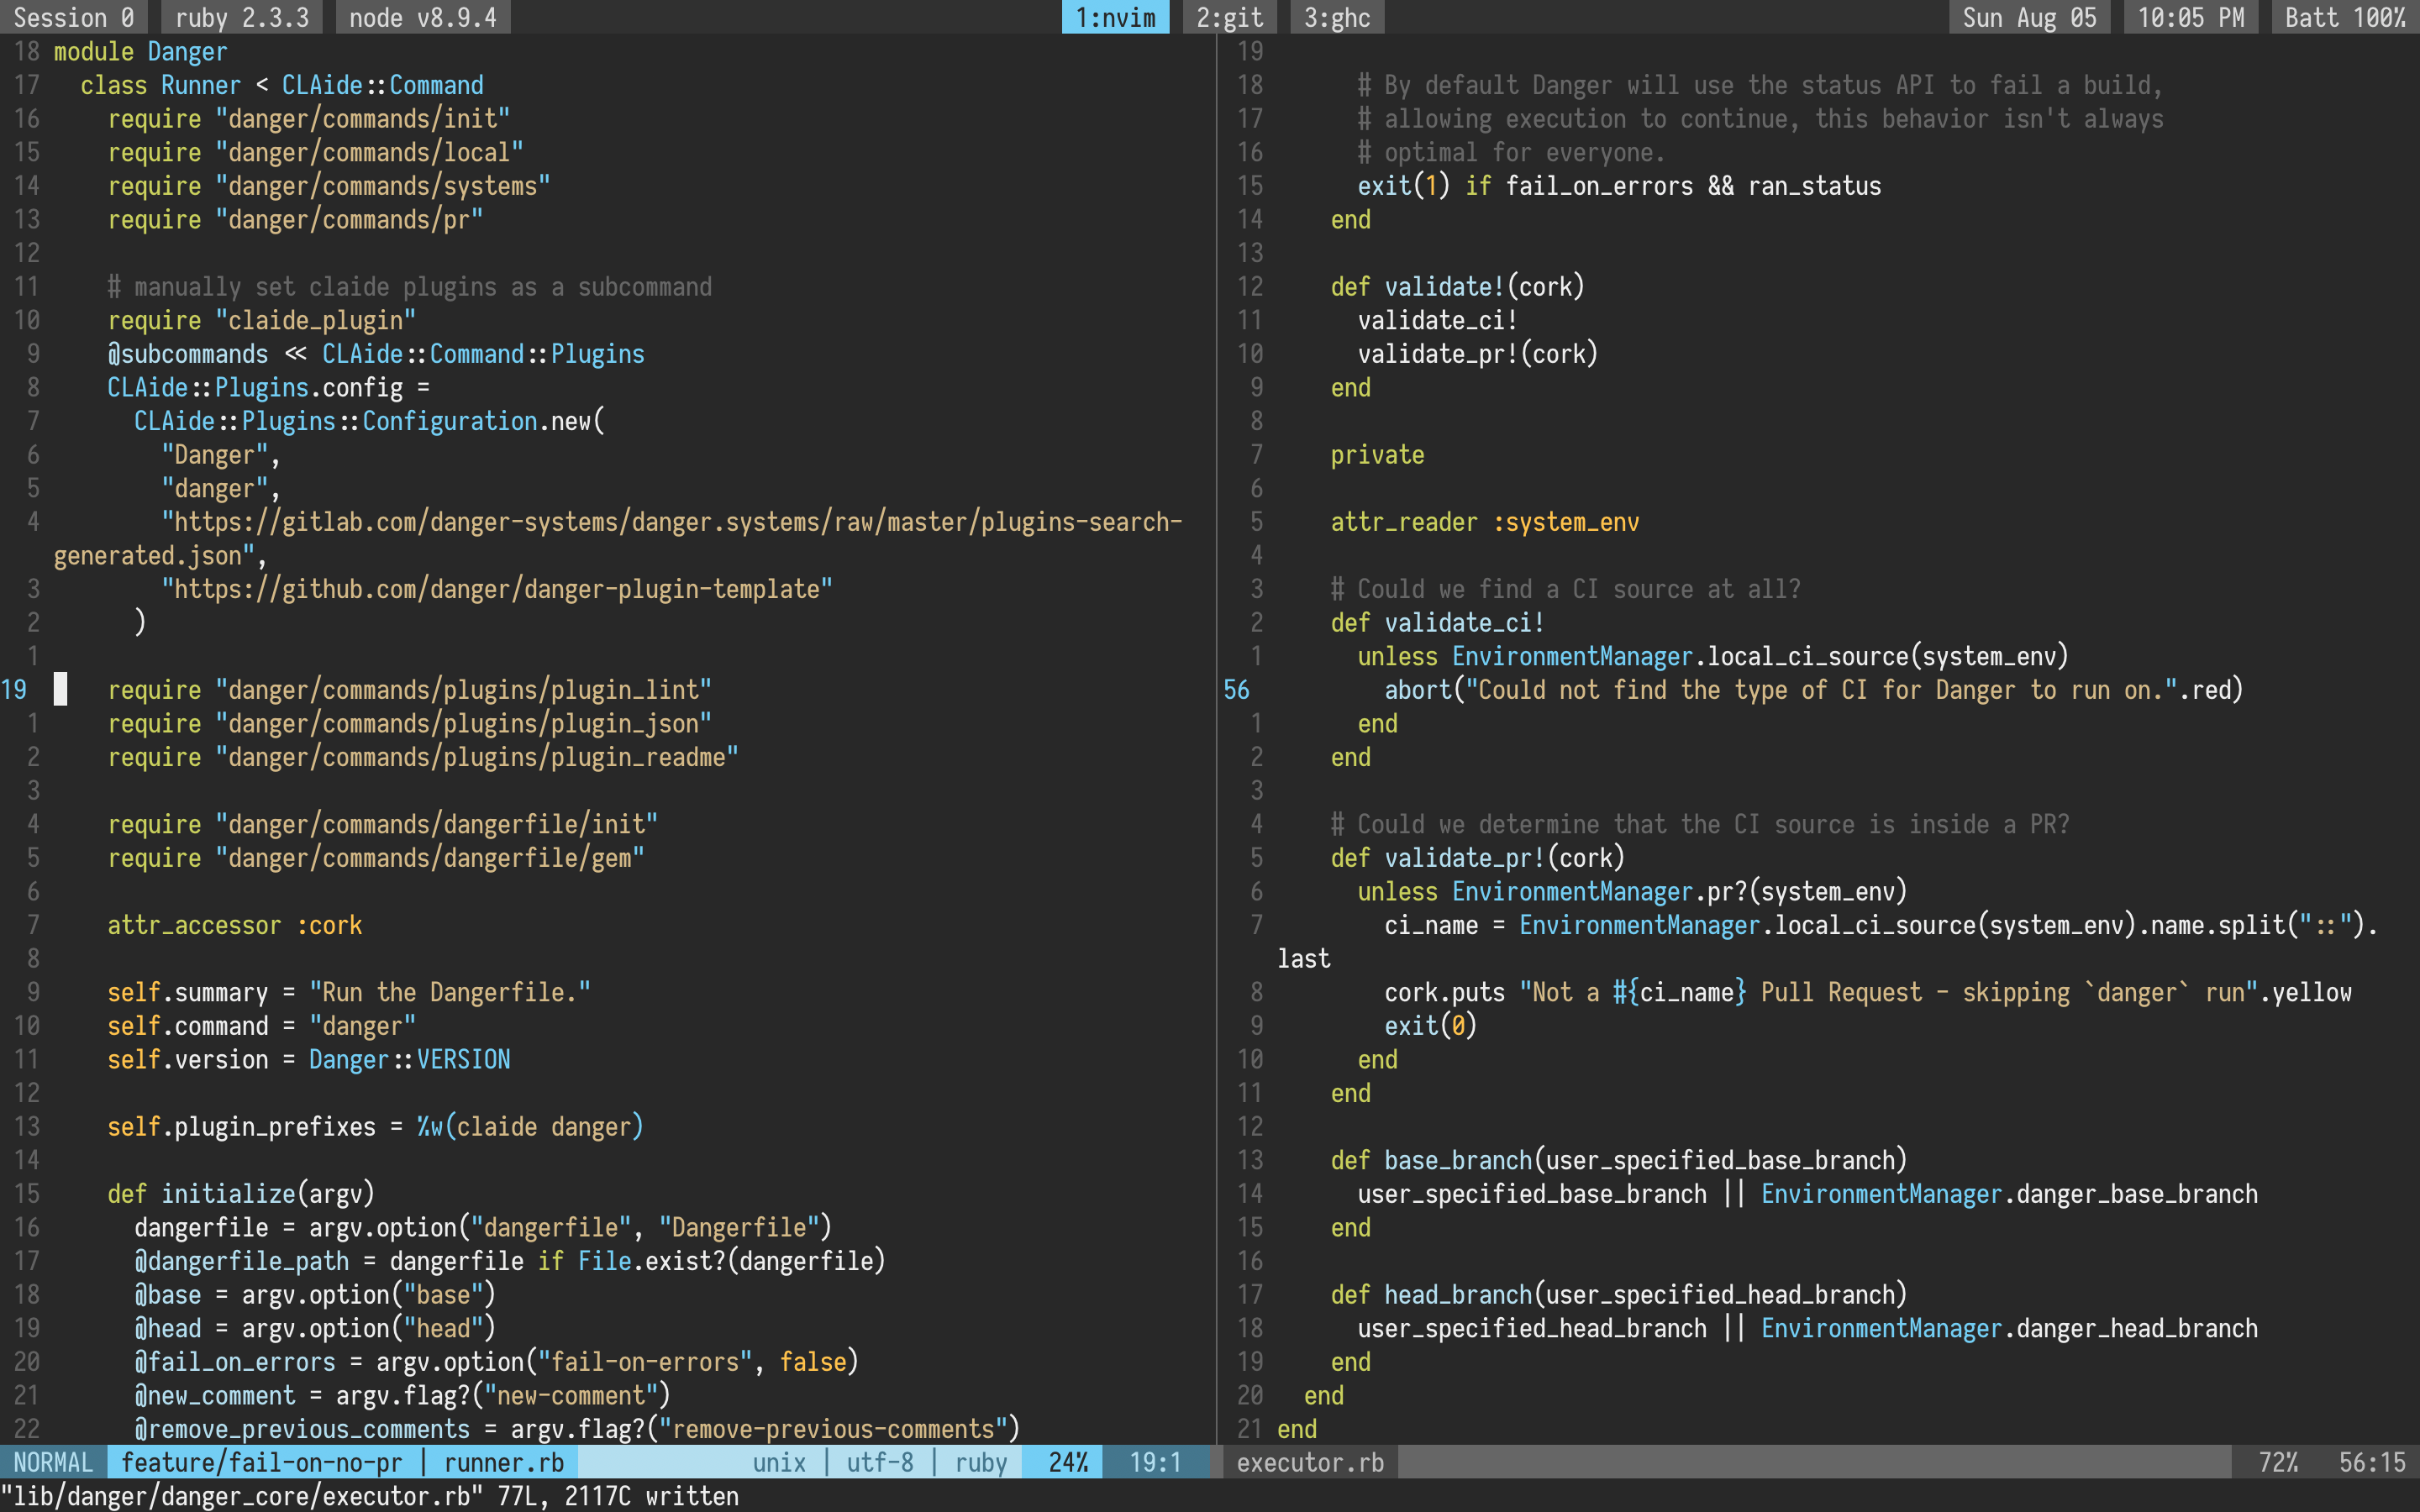 Session 0 ruby 2.3.3 node v8.9.4 1:nvim 2:git 3:ghc Sun Aug 05 10:05 PM Batt 100%
18 module Danger
17   class Runner < CLAide::Command
16     require "danger/commands/init"
15     require "danger/commands/local"
14     require "danger/commands/systems"
13     require "danger/commands/pr"
12
11     # manually set claide plugins as a subcommand
10     require "claide_plugin"
9     @subcommands << CLAide::Command::Plugins
8     CLAide::Plugins.config =
7       CLAide::Plugins::Configuration.new(
6         "Danger",
5         "danger",
4         "https://gitlab.com/danger-systems/danger.systems/raw/master/plugins-search-
generated.json",
3         "https://github.com/danger/danger-plugin-template"
2       )
1
19     require "danger/commands/plugins/plugin_lint"
1     require "danger/commands/plugins/plugin_json"
2     require "danger/commands/plugins/plugin_readme"
3
4     require "danger/commands/dangerfile/init"
5     require "danger/commands/dangerfile/gem"
6
7     attr_accessor :cork
8
9     self.summary = "Run the Dangerfile."
10     self.command = "danger"
11     self.version = Danger::VERSION
12
13     self.plugin_prefixes = %w(claide danger)
14
15     def initialize(argv)
16       dangerfile = argv.option("dangerfile", "Dangerfile")
17       @dangerfile_path = dangerfile if File.exist?(dangerfile)
18       @base = argv.option("base")
19       @head = argv.option("head")
20       @fail_on_errors = argv.option("fail-on-errors", false)
21       @new_comment = argv.flag?("new-comment")
22       @remove_previous_comments = argv.flag?("remove-previous-comments")
19
18       # By default Danger will use the status API to fail a build,
17       # allowing execution to continue, this behavior isn't always
16       # optimal for everyone.
15       exit(1) if fail_on_errors && ran_status
14     end
13
12     def validate!(cork)
11       validate_ci!
10       validate_pr!(cork)
9     end
8
7     private
6
5     attr_reader :system_env
4
3     # Could we find a CI source at all?
2     def validate_ci!
1       unless EnvironmentManager.local_ci_source(system_env)
56         abort("Could not find the type of CI for Danger to run on.".red)
1       end
2     end
3
4     # Could we determine that the CI source is inside a PR?
5     def validate_pr!(cork)
6       unless EnvironmentManager.pr?(system_env)
7         ci_name = EnvironmentManager.local_ci_source(system_env).name.split("::").
last
8         cork.puts "Not a #{ci_name} Pull Request - skipping `danger` run".yellow
9         exit(0)
10       end
11     end
12
13     def base_branch(user_specified_base_branch)
14       user_specified_base_branch || EnvironmentManager.danger_base_branch
15     end
16
17     def head_branch(user_specified_head_branch)
18       user_specified_head_branch || EnvironmentManager.danger_head_branch
19     end
20   end
21 end
NORMAL feature/fail-on-no-pr | runner.rb unix | utf-8 | ruby 24% 19:1 executor.rb 72% 56:15
"lib/danger/danger_core/executor.rb" 77L, 2117C written